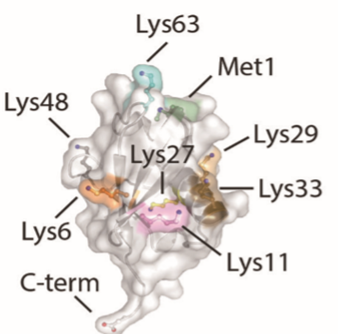 Lys63
Met1
Lys48
Lys29
Lys27
Lys33
Lys6
Lys11
C-term